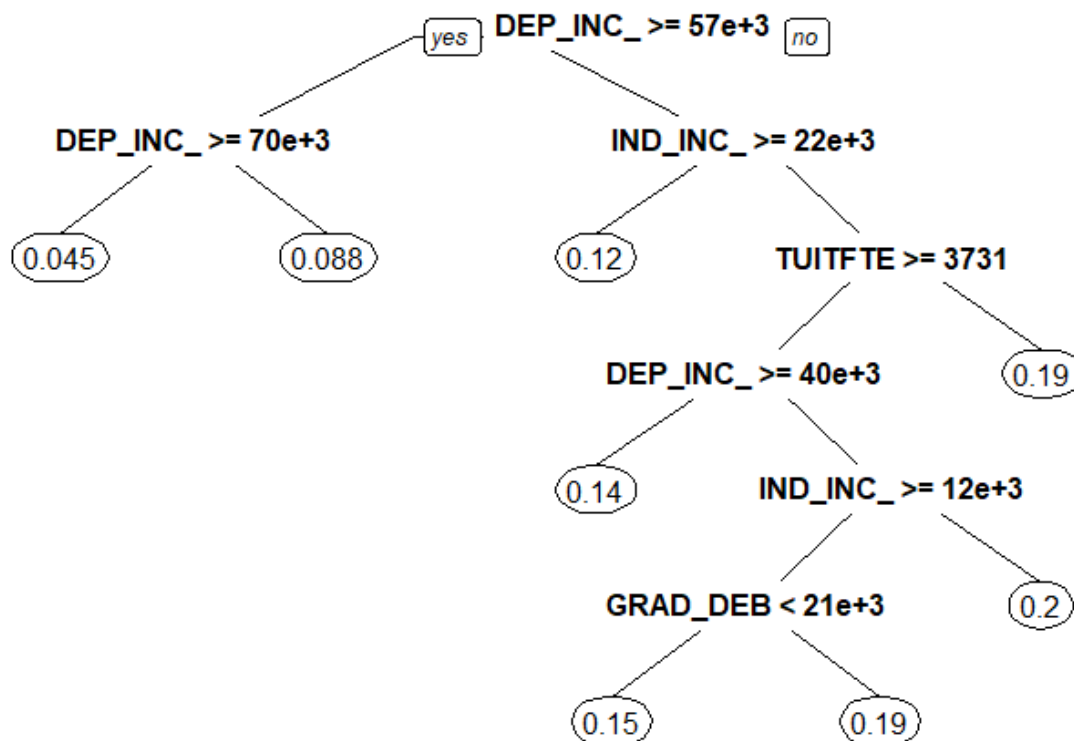 yes DEP_INC_ >= 57e+3 no
DEP_INC_ >= 70e+3 IND_INC_ >= 22e+3
0.045 0.088 0.12 TUITFTE >= 3731
DEP_INC_ >= 40e+3 0.19
0.14 IND_INC_ >= 12e+3
GRAD_DEB < 21e+3 0.2
0.15 0.19